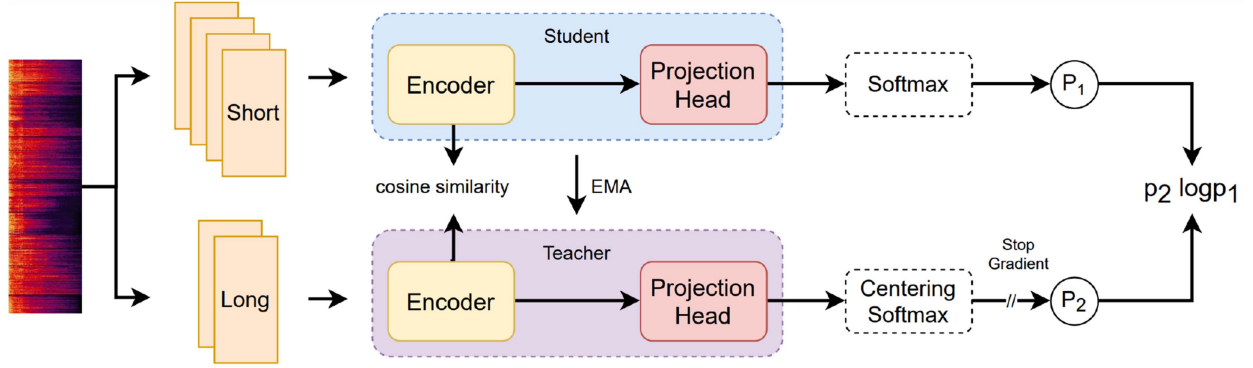 Student
Short
Encoder
Projection
Head
Softmax
P₁
cosine similarity
EMA
p₂ logp₁
Teacher
Long
Encoder
Projection
Head
Centering
Softmax
Stop
Gradient
//
P₂